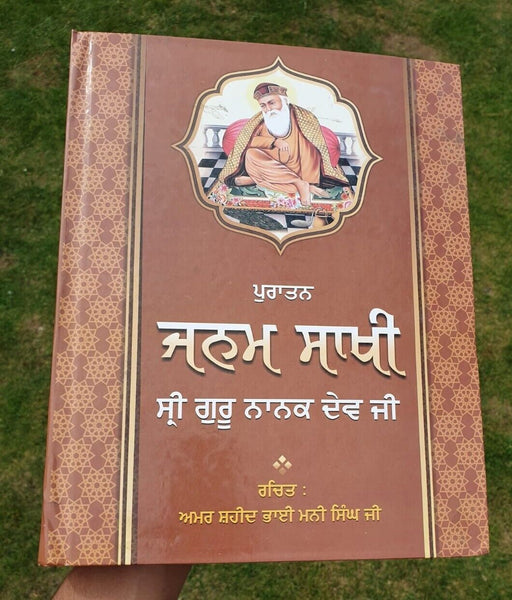 ਪੁਰਾਤਨ
ਜਨਮ ਸਾਖੀ
ਸ੍ਰੀ ਗੁਰੂ ਨਾਨਕ ਦੇਵ ਜੀ
ਰਚਿਤ :
ਅਮਰ ਸ਼ਹੀਦ ਭਾਈ ਮਨੀ ਸਿੰਘ ਜੀ